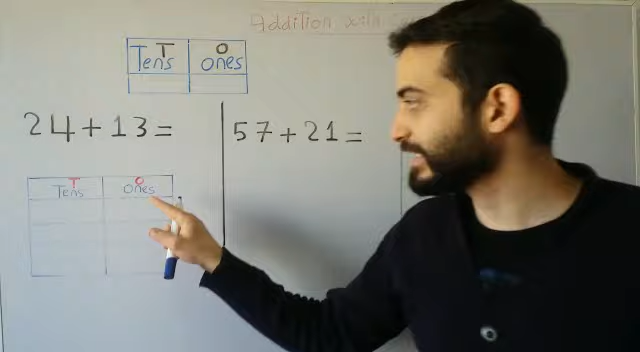 Addition with
T O
Tens ones
24+13=
57+21=
T O
Tens Ones